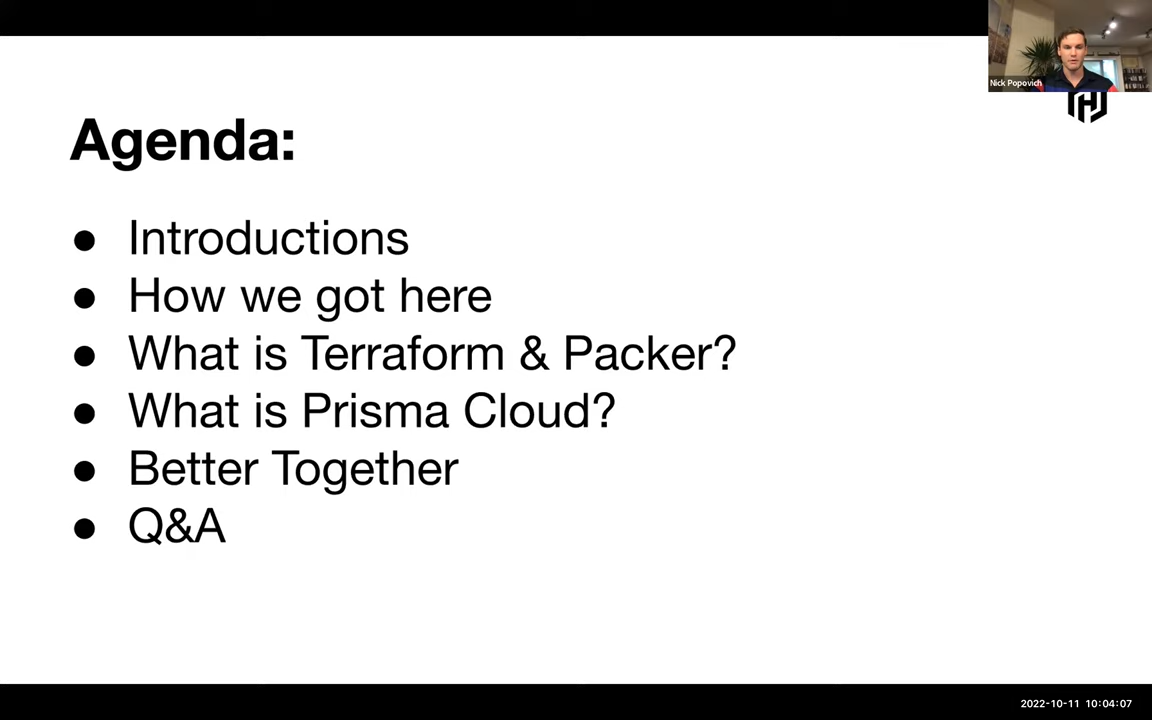 Nick Popovich
Agenda:
● Introductions
● How we got here
● What is Terraform & Packer?
● What is Prisma Cloud?
● Better Together
● Q&A
2022-10-11 10:04:07